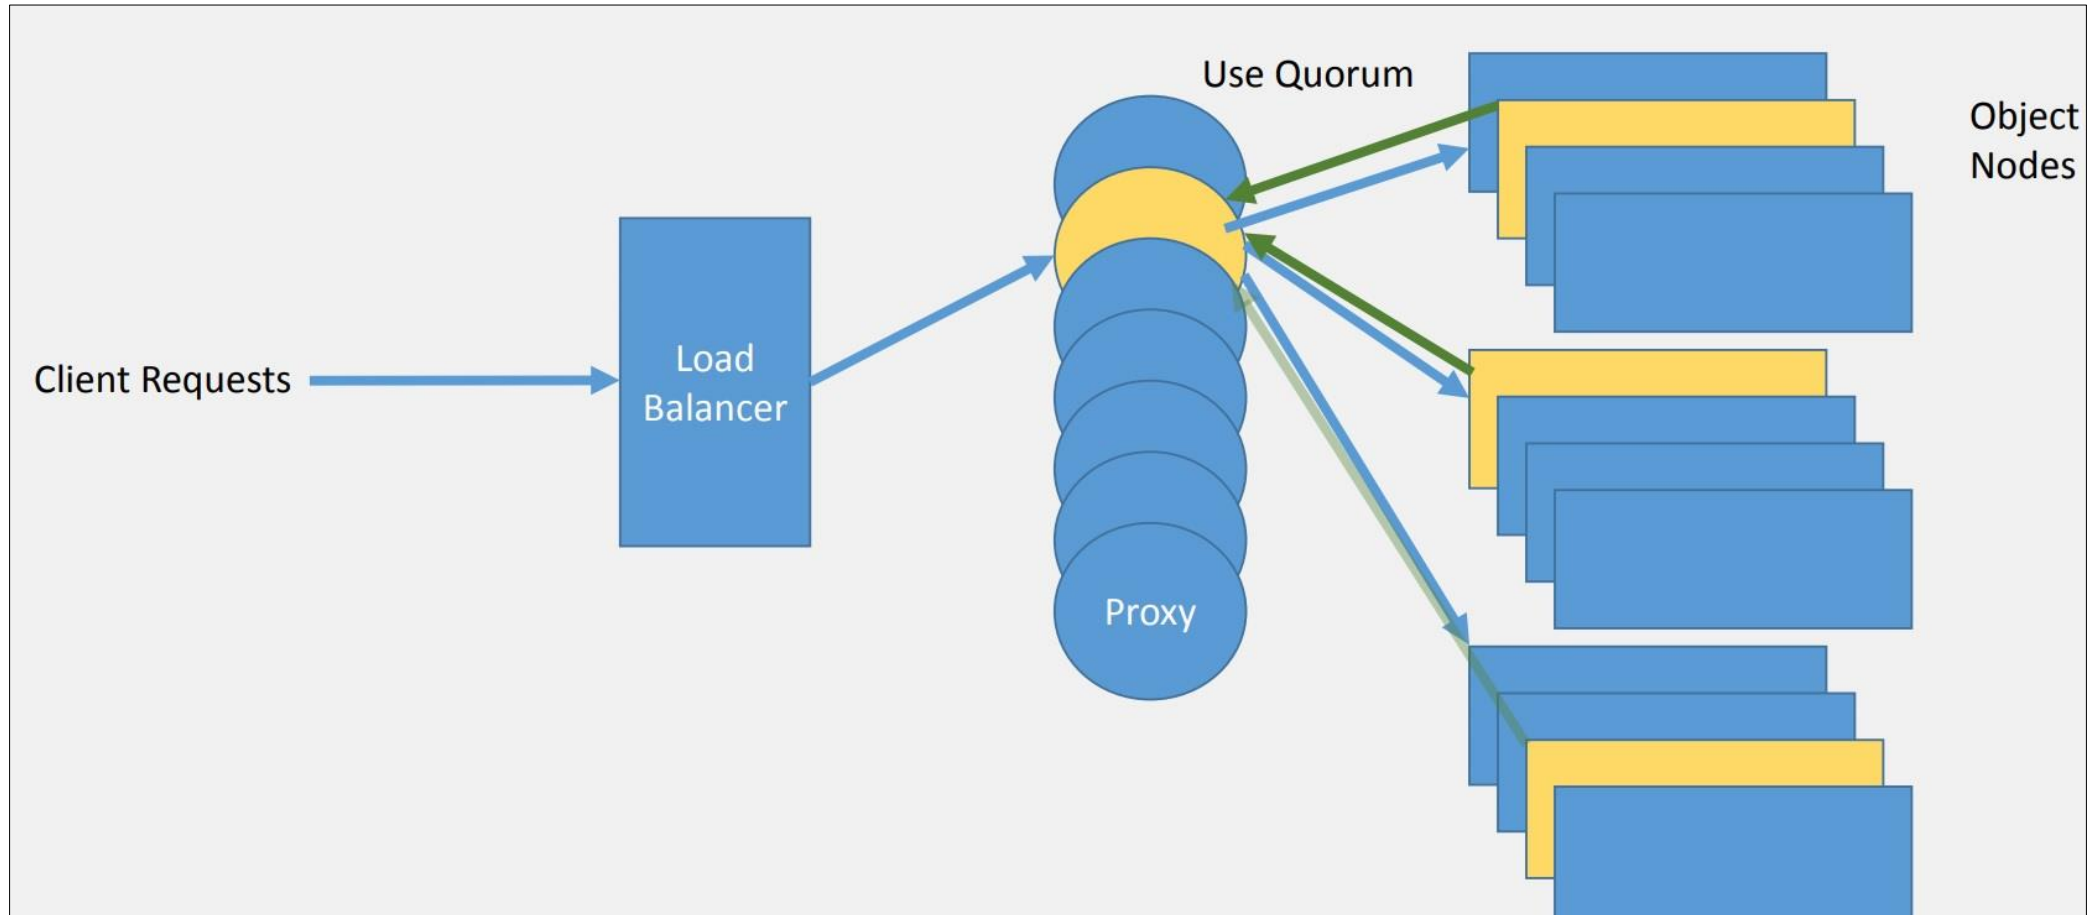 Use Quorum
Object
Nodes
Client Requests
Load
Balancer
Proxy